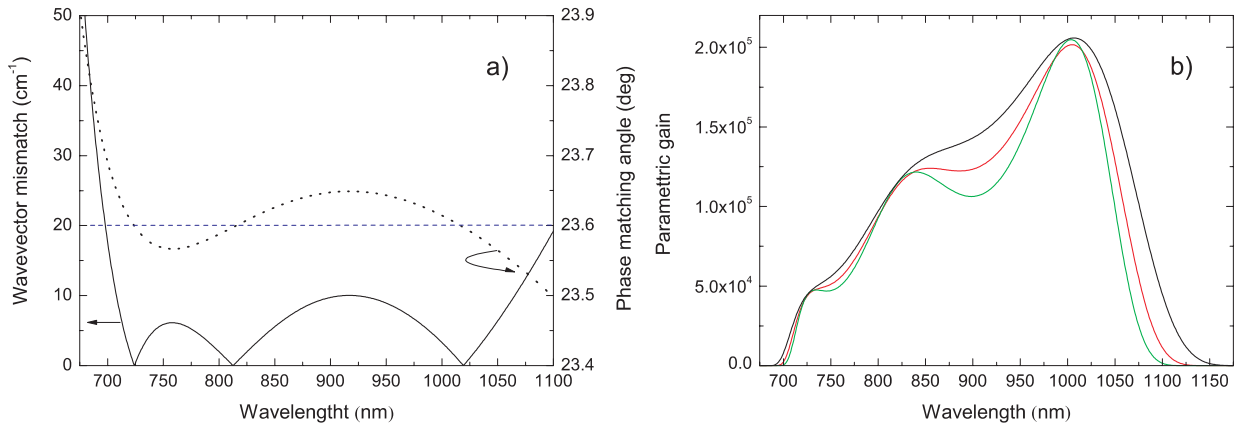 a)
Wavevector mismatch (cm⁻¹)
50
40
30
20
10
0
700 750 800 850 900 950 1000 1050 1100
Wavelengtht (nm)
23.9
23.8
23.7
23.6
23.5
23.4
Phase matching angle (deg)
b)
Parametric gain
2.0x10⁵
1.5x10⁵
1.0x10⁵
5.0x10⁴
0.0
700 750 800 850 900 950 1000 1050 1100 1150
Wavelength (nm)